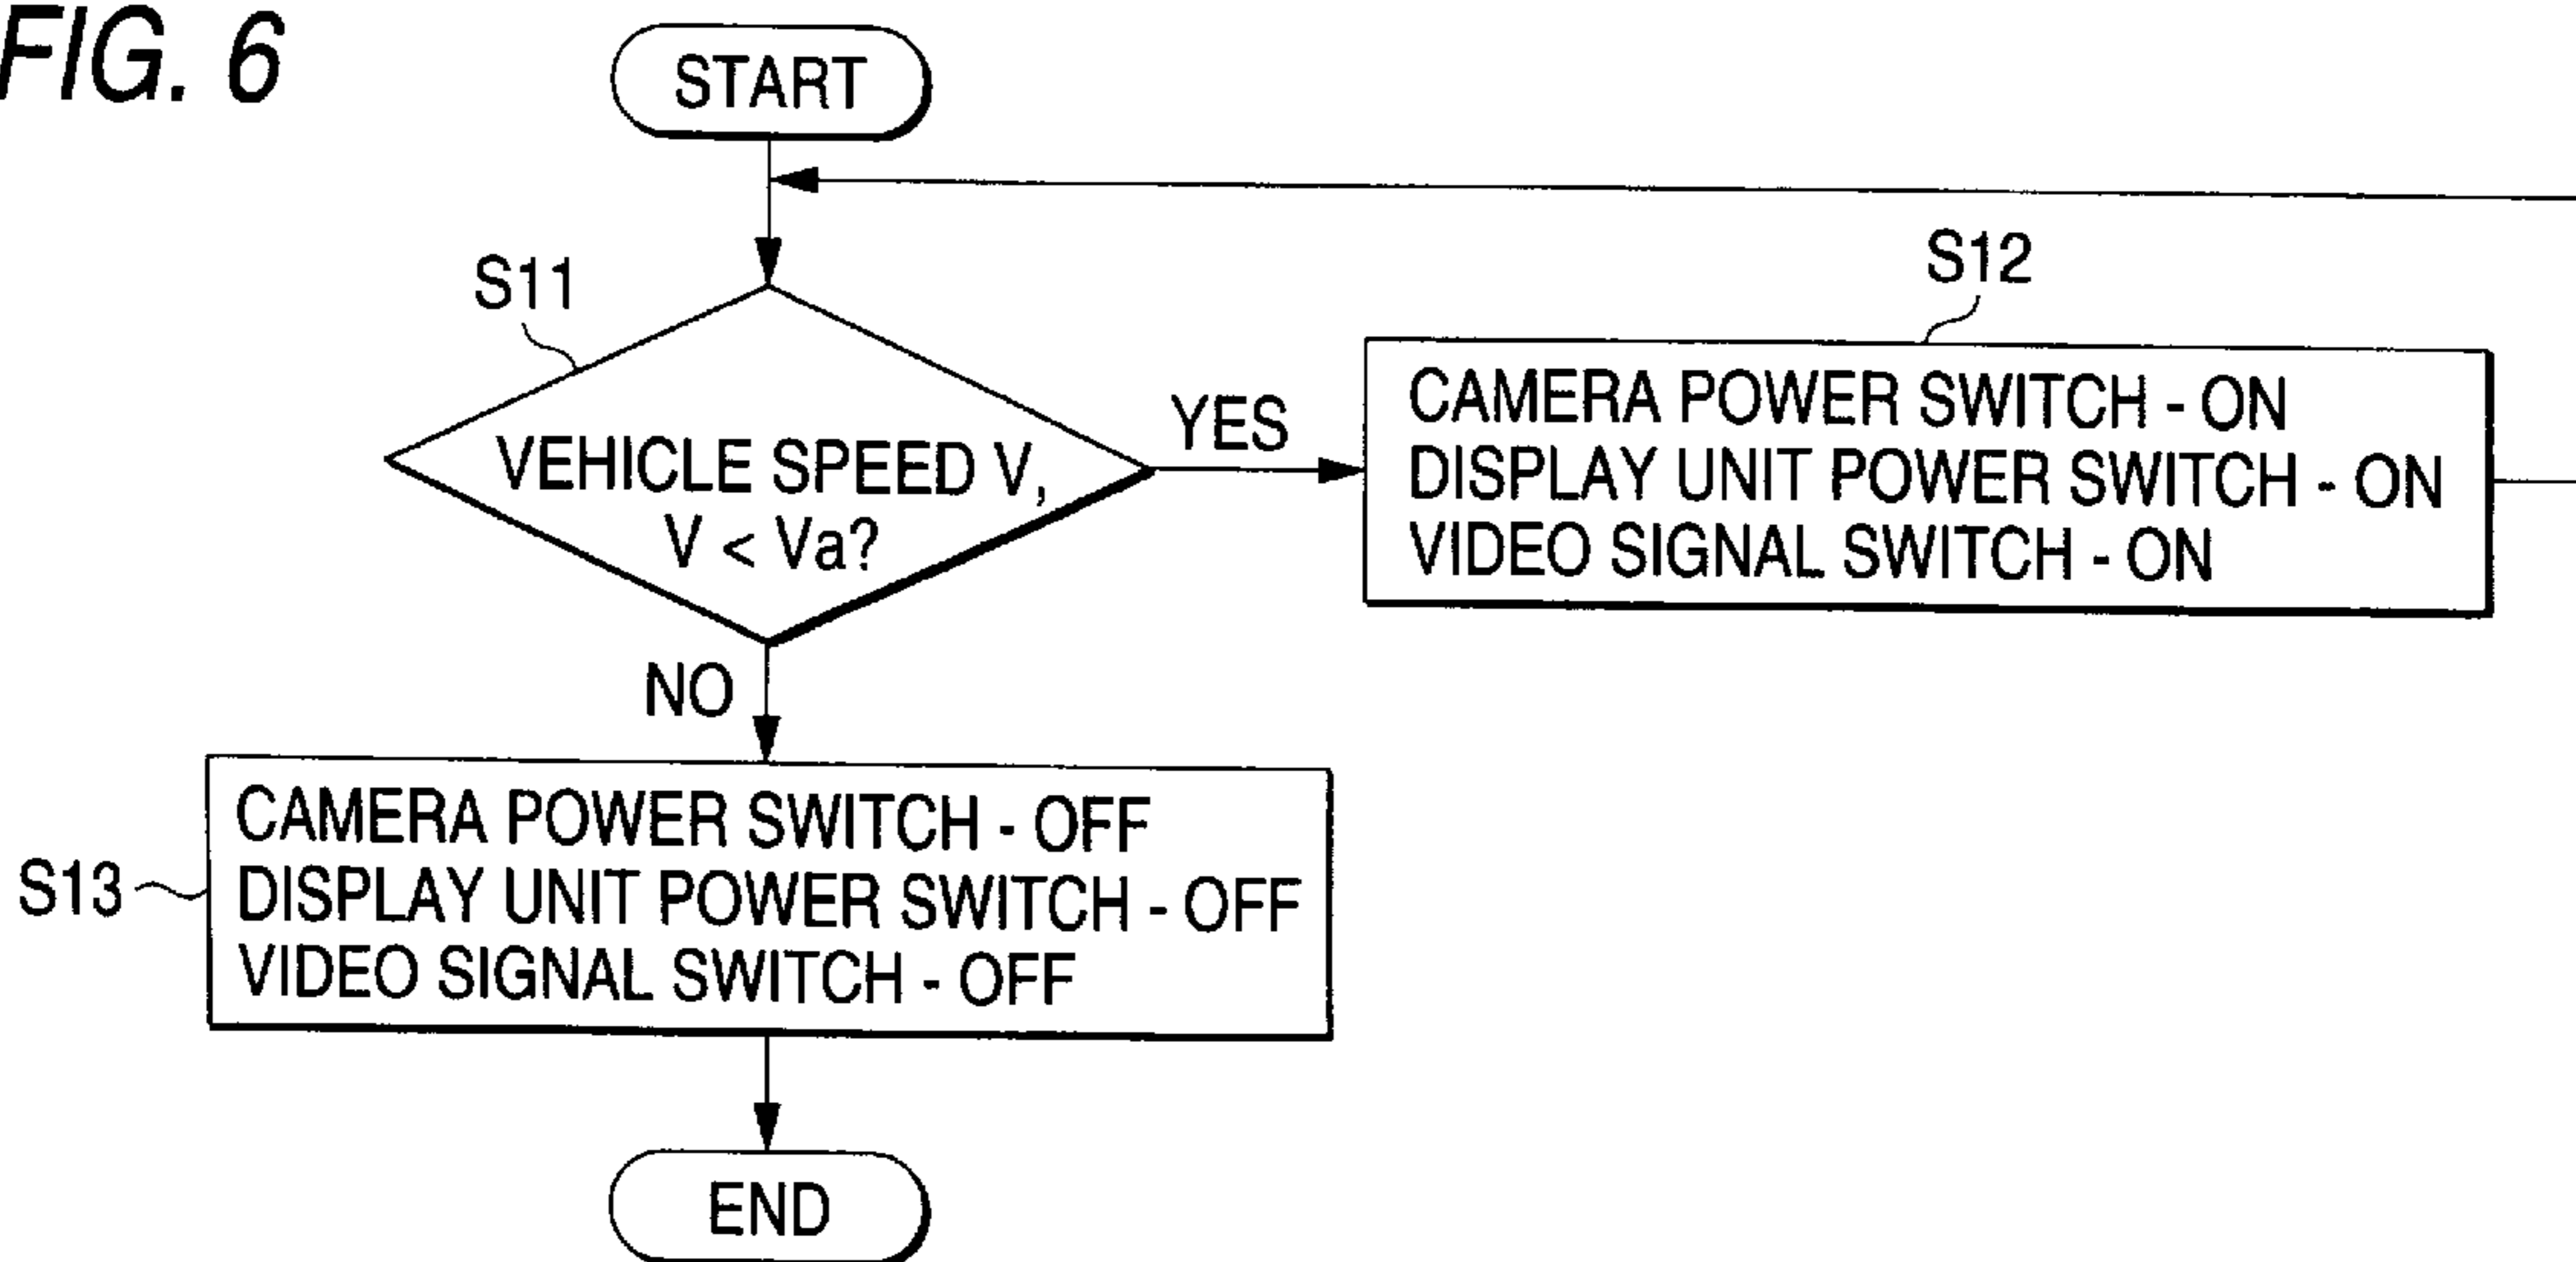 FIG. 6
START
S11
VEHICLE SPEED V,
V < Va?
YES
S12
CAMERA POWER SWITCH - ON
DISPLAY UNIT POWER SWITCH - ON
VIDEO SIGNAL SWITCH - ON
NO
S13
CAMERA POWER SWITCH - OFF
DISPLAY UNIT POWER SWITCH - OFF
VIDEO SIGNAL SWITCH - OFF
END